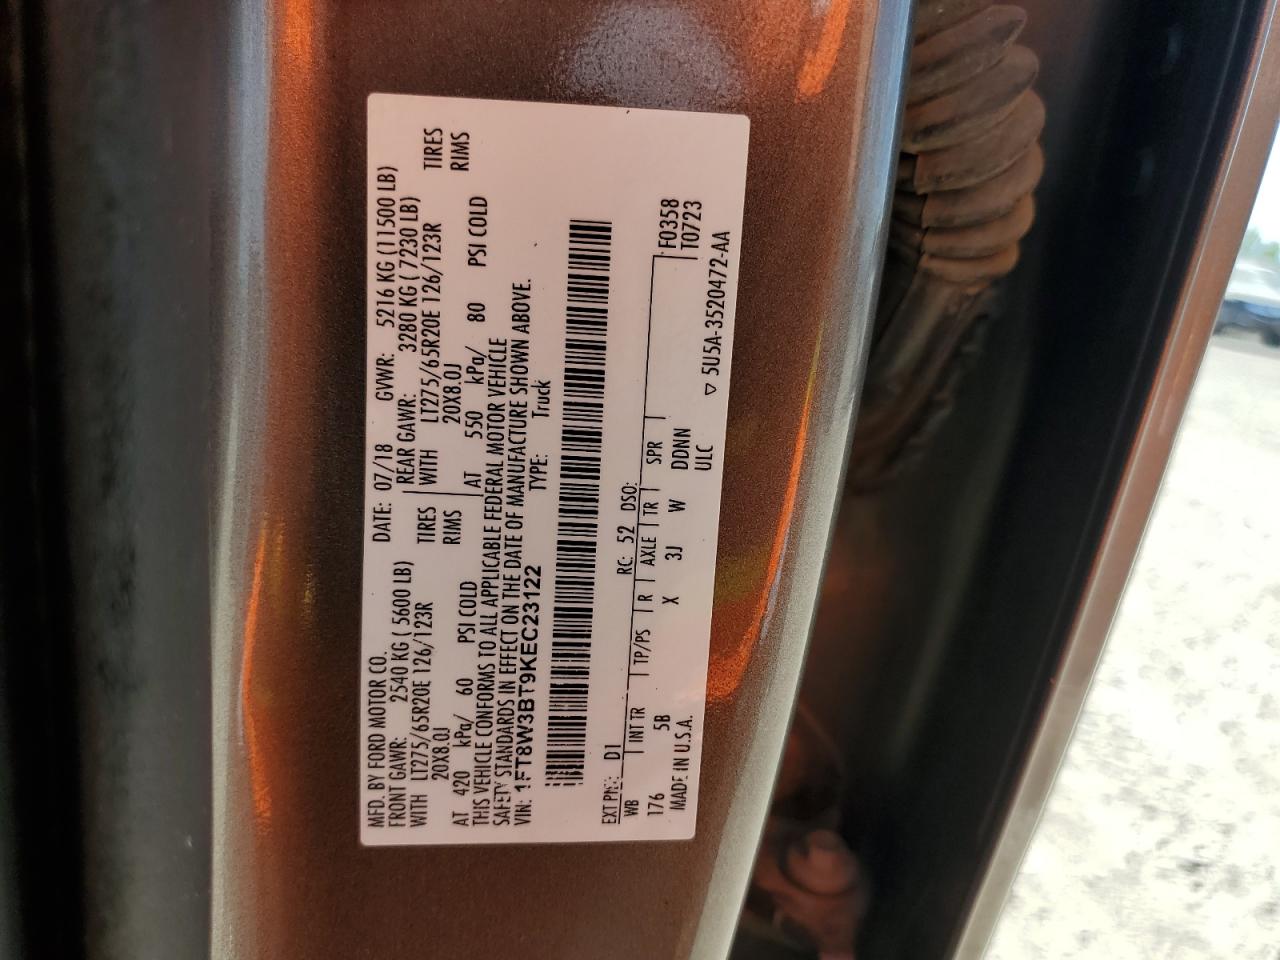 MFD. BY FORD MOTOR CO. DATE: 07/18 GVWR: 5216 KG (11500 LB)
FRONT GAWR: 2540 KG ( 5600 LB) REAR GAWR: 3280 KG ( 7230 LB)
WITH LT275/65R20E 126/123R TIRES WITH LT275/65R20E 126/123R TIRES
20X8.0J RIMS 20X8.0J RIMS
AT 420 kPa/ 60 PSI COLD AT 550 kPa/ 80 PSI COLD
THIS VEHICLE CONFORMS TO ALL APPLICABLE FEDERAL MOTOR VEHICLE
SAFETY STANDARDS IN EFFECT ON THE DATE OF MANUFACTURE SHOWN ABOVE.
VIN: 1FT8W3BT9KEC23122 TYPE: Truck
EXT PNT: D1 RC: 52 DSO:
WB INT TR TP/PS R AXLE TR SPR F0358
176 5B X 3J W DDNN T0723
MADE IN U.S.A. ULC ▽ 5U5A-3520472-AA